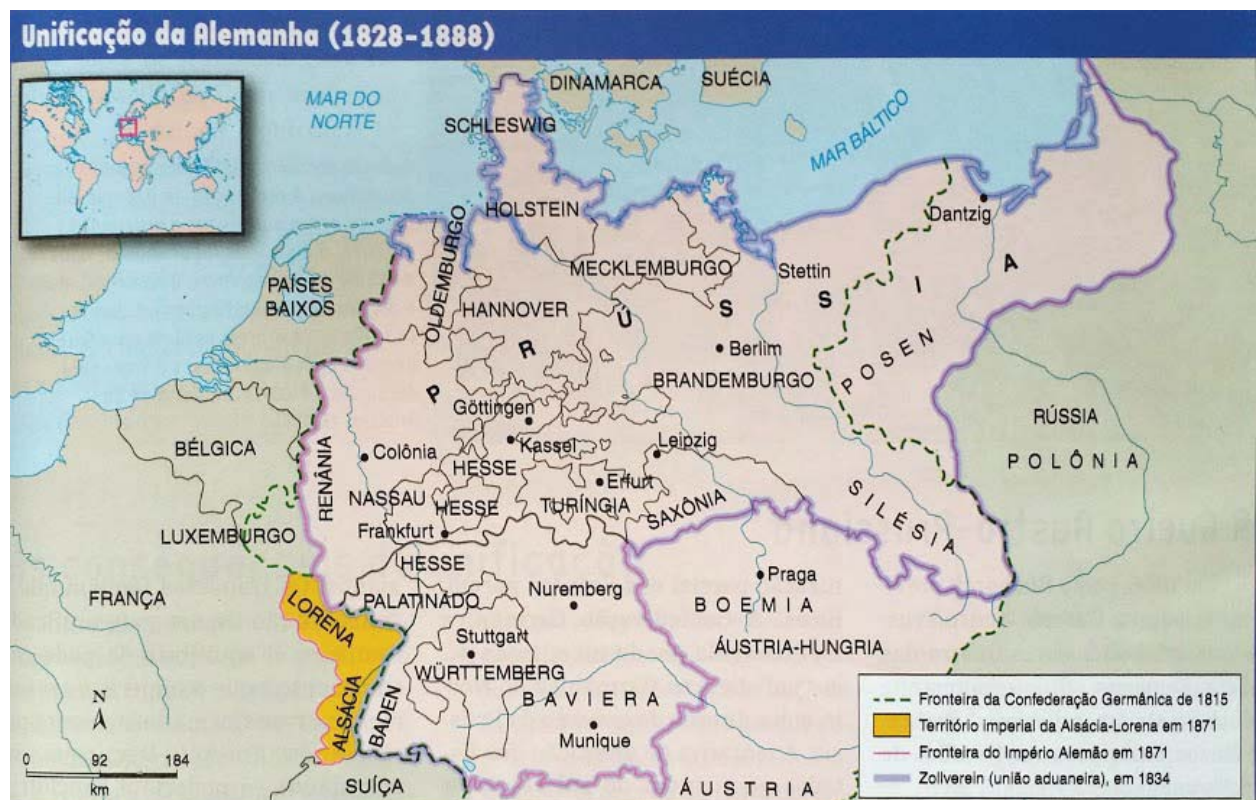 Unificação da Alemanha (1828-1888)
MAR DO
NORTE
DINAMARCA
SUÉCIA
MAR BÁLTICO
SCHLESWIG
HOLSTEIN
Dantzig
OLDEMBURGO
MECKLEMBURGO
Stettin
PAÍSES
BAIXOS
HANNOVER
PRÚSSIA
POSEN
Berlim
BRANDEMBURGO
Göttingen
RÚSSIA
BÉLGICA
RENÂNIA
Colônia
Kassel
Leipzig
POLÔNIA
HESSE
NASSAU
HESSE
Erfurt
TURÍNGIA
SAXÔNIA
SILÉSIA
LUXEMBURGO
Frankfurt
HESSE
Praga
FRANÇA
LORENA
PALATINADO
Nuremberg
BOEMIA
Stuttgart
ÁUSTRIA-HUNGRIA
WÜRTTEMBERG
ALSÁCIA
BADEN
BAVIERA
Munique
SUÍÇA
ÁUSTRIA
N
0 92 184
km
Fronteira da Confederação Germânica de 1815
Território Imperial da Alsácia-Lorena em 1871
Fronteira do Império Alemão em 1871
Zollverein (união aduaneira), em 1834